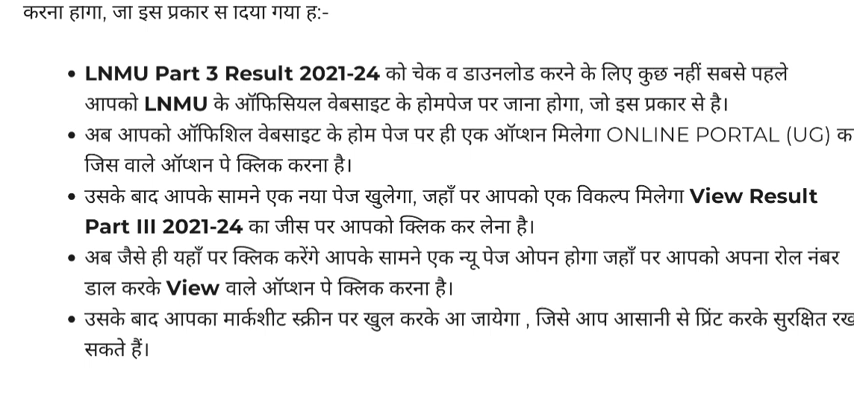 करना होगा, जो इस प्रकार से दिया गया है:-
• LNMU Part 3 Result 2021-24 को चेक व डाउनलोड करने के लिए कुछ नहीं सबसे पहले
आपको LNMU के ऑफिसियल वेबसाइट के होमपेज पर जाना होगा, जो इस प्रकार से है।
• अब आपको ऑफिशिल वेबसाइट के होम पेज पर ही एक ऑप्शन मिलेगा ONLINE PORTAL (UG) क
जिस वाले ऑप्शन पे क्लिक करना है।
• उसके बाद आपके सामने एक नया पेज खुलेगा, जहाँ पर आपको एक विकल्प मिलेगा View Result
Part III 2021-24 का जीस पर आपको क्लिक कर लेना है।
• अब जैसे ही यहाँ पर क्लिक करेंगे आपके सामने एक न्यू पेज ओपन होगा जहाँ पर आपको अपना रोल नंबर
डाल करके View वाले ऑप्शन पे क्लिक करना है।
• उसके बाद आपका मार्कशीट स्क्रीन पर खुल करके आ जायेगा , जिसे आप आसानी से प्रिंट करके सुरक्षित रख
सकते हैं।